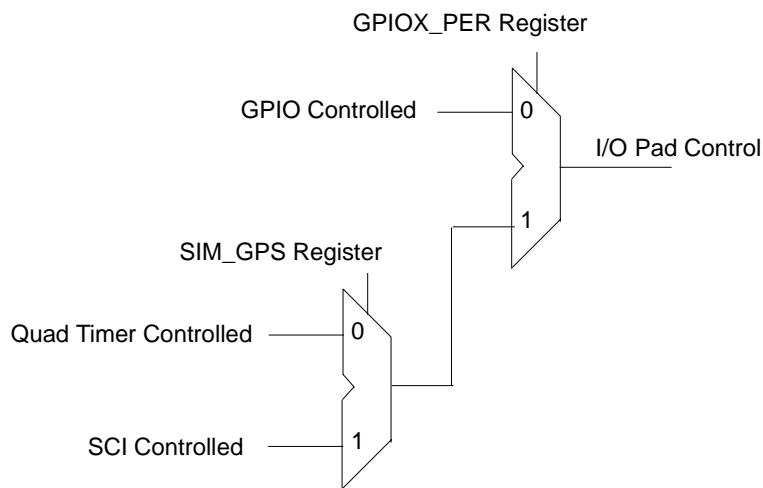 GPIOX_PER Register
GPIO Controlled
0
I/O Pad Control
1
SIM_GPS Register
Quad Timer Controlled
0
SCI Controlled
1